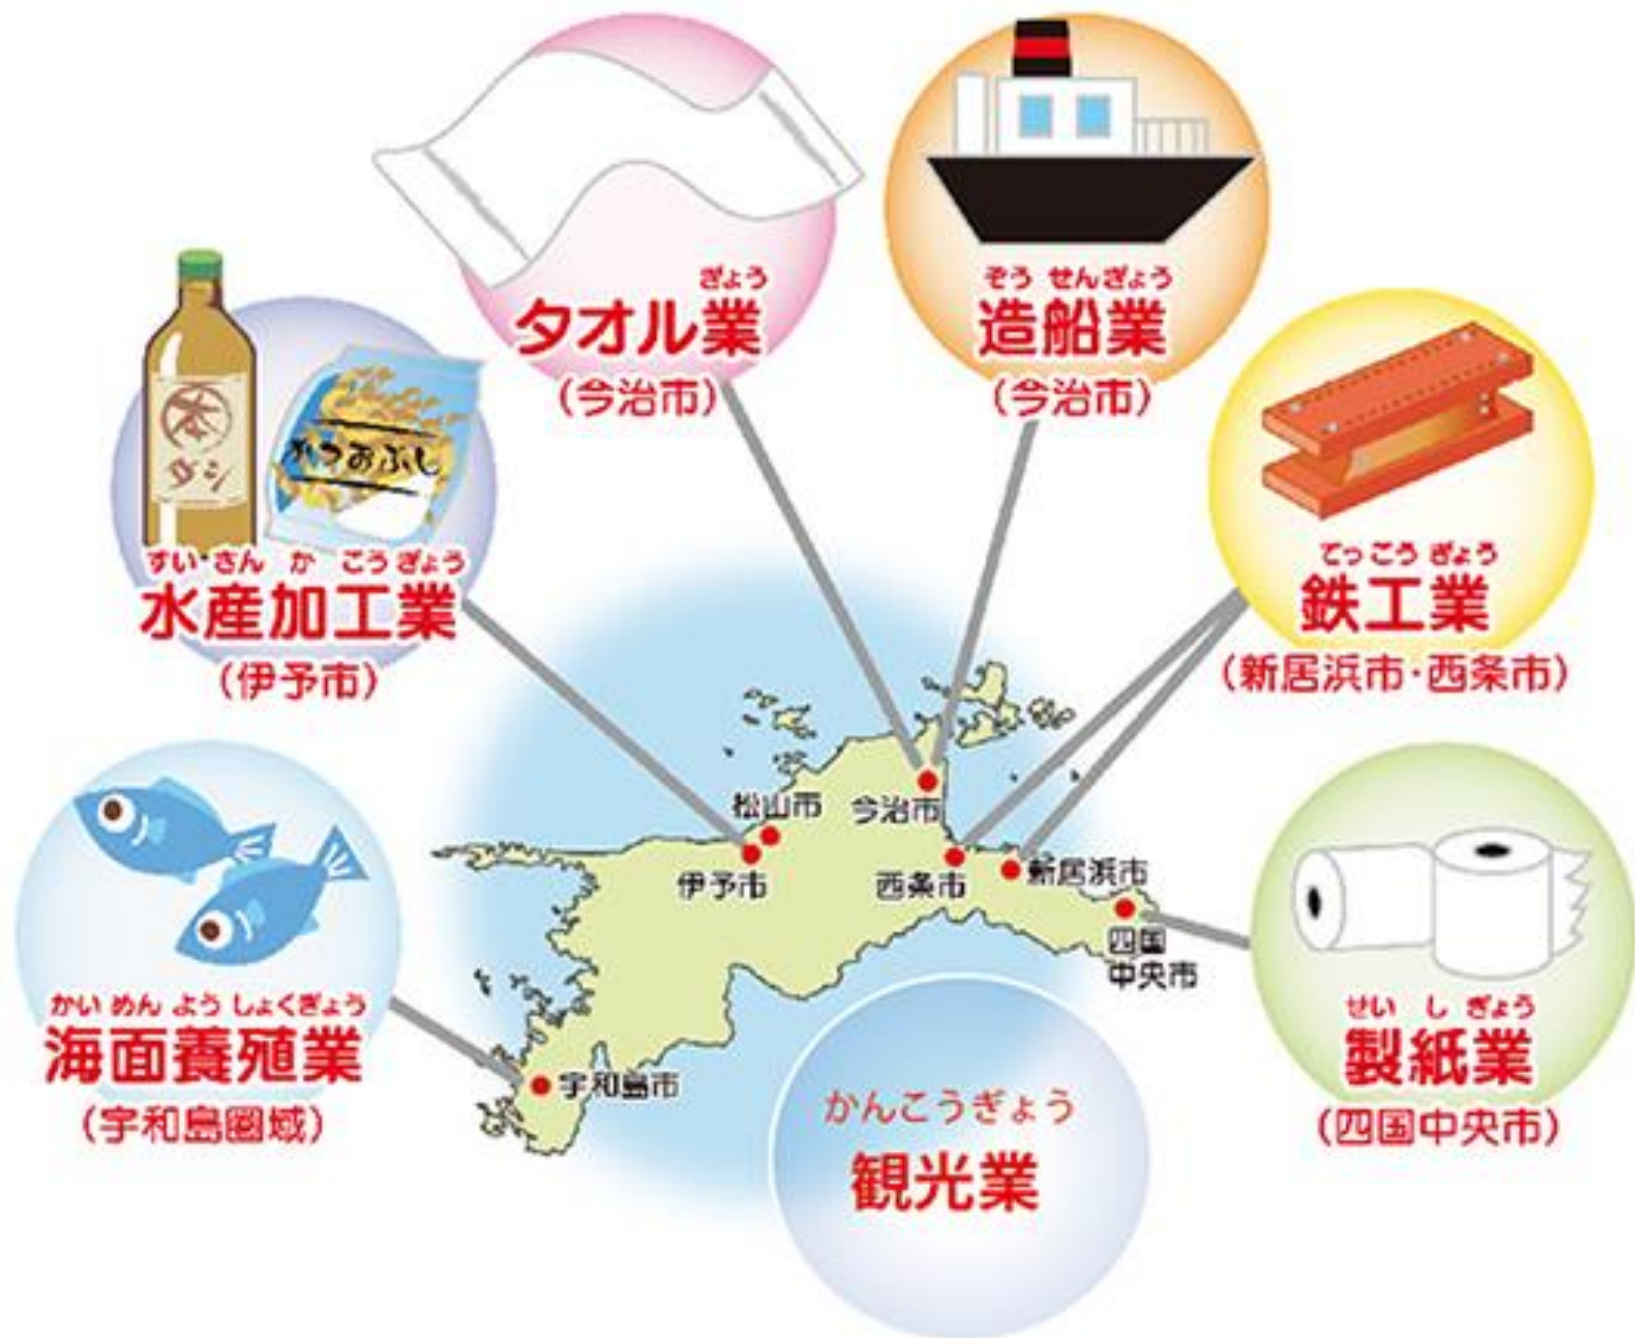 ぎょう
タオル業
(今治市)
ぞう せんぎょう
造船業
(今治市)
本
ダシ
かつおぶし
すい さん か こう ぎょう
水産加工業
(伊予市)
てっ こう ぎょう
鉄工業
(新居浜市・西条市)
松山市
今治市
伊予市
西条市
新居浜市
四国
中央市
宇和島市
かい めん よう しょくぎょう
海面養殖業
(宇和島圏域)
せい し ぎょう
製紙業
(四国中央市)
かんこうぎょう
観光業